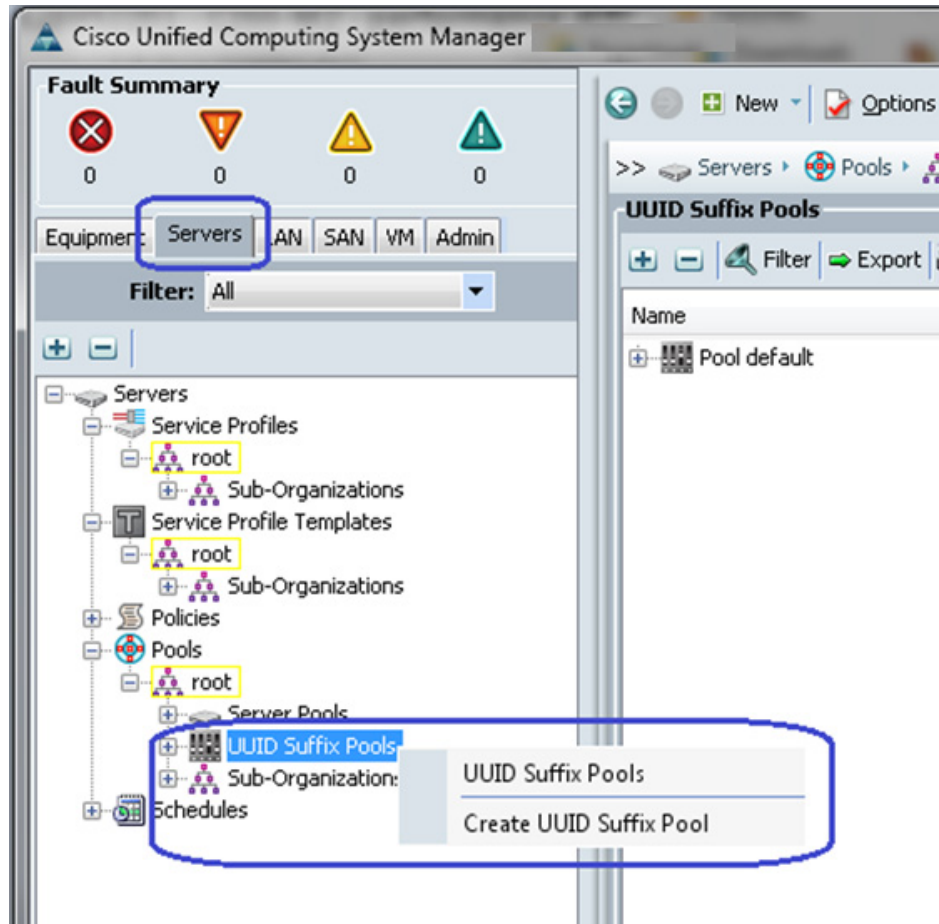 Cisco Unified Computing System Manager
Fault Summary
0 0 0 0
Equipment Servers LAN SAN VM Admin
Filter: All
Servers
Service Profiles
root
Sub-Organizations
Service Profile Templates
root
Sub-Organizations
Policies
Pools
root
Server Pools
UUID Suffix Pools
Sub-Organizations
Schedules
UUID Suffix Pools
Create UUID Suffix Pool
New Options
>> Servers Pools
UUID Suffix Pools
Filter Export
Name
Pool default